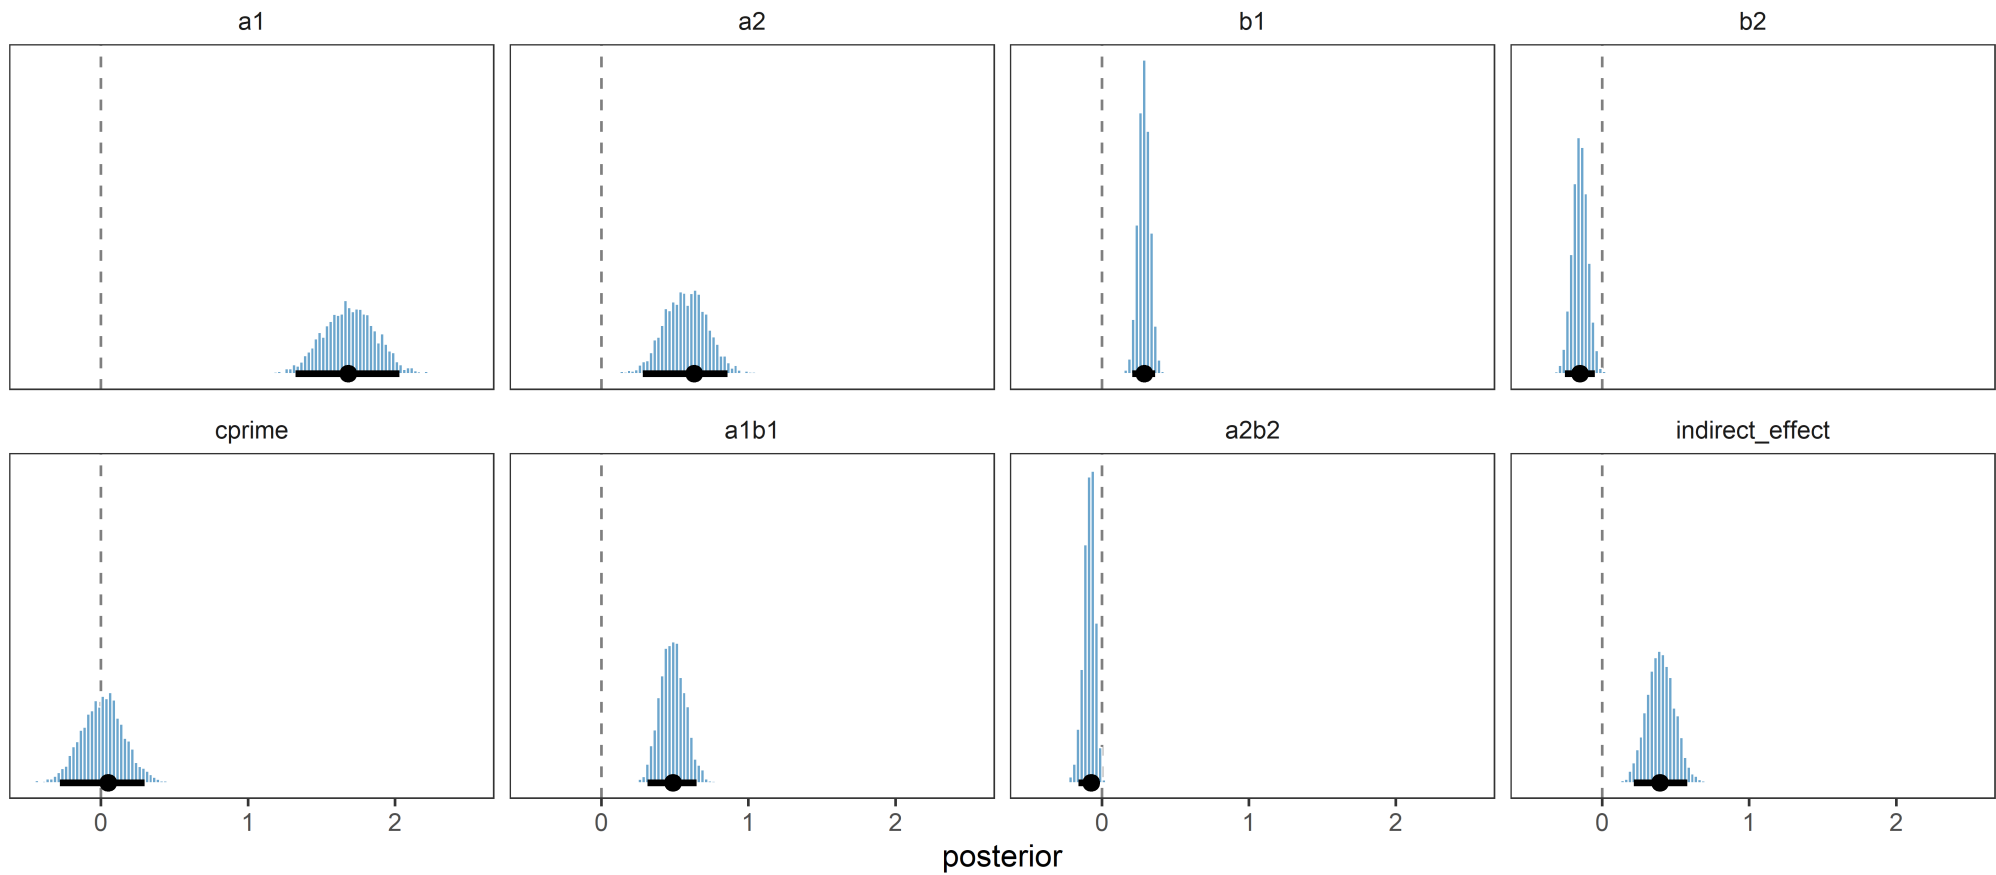 a1 a2 b1 b2
cprime a1b1 a2b2 indirect_effect
0 1 2 0 1 2 0 1 2 0 1 2
posterior